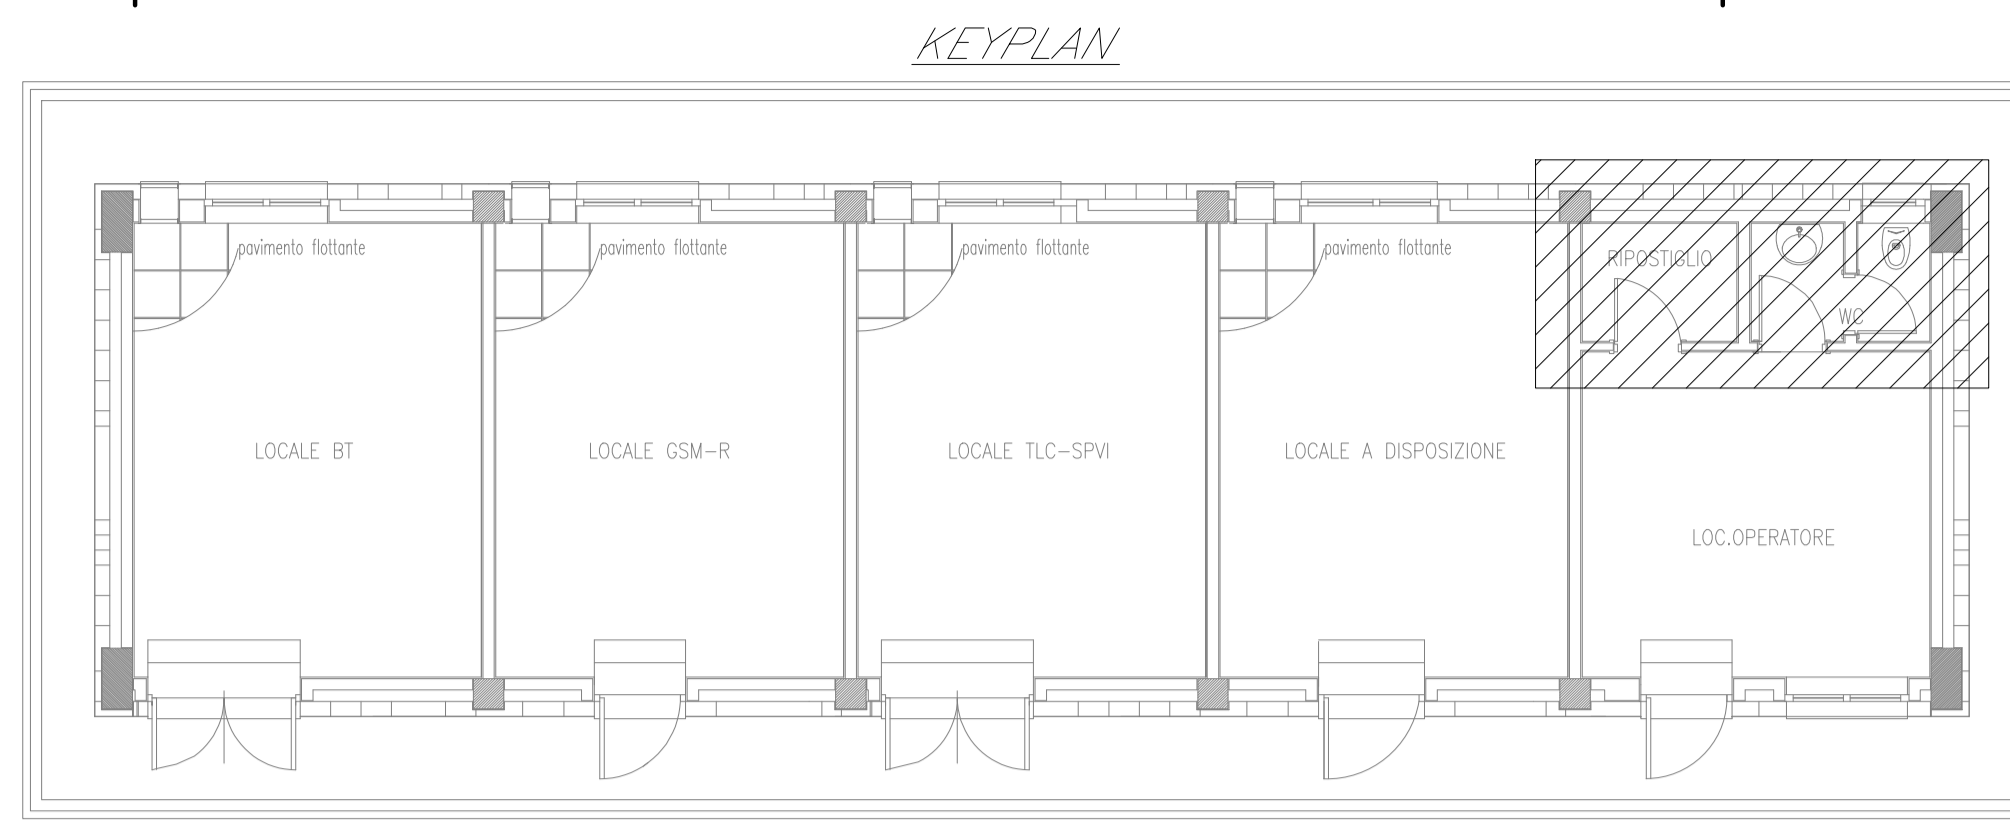 KEYPLAN
pavimento flottante
pavimento flottante
pavimento flottante
pavimento flottante
RIPOSTIGLIO
WC
LOCALE BT
LOCALE GSM-R
LOCALE TLC-SPVI
LOCALE A DISPOSIZIONE
LOC.OPERATORE